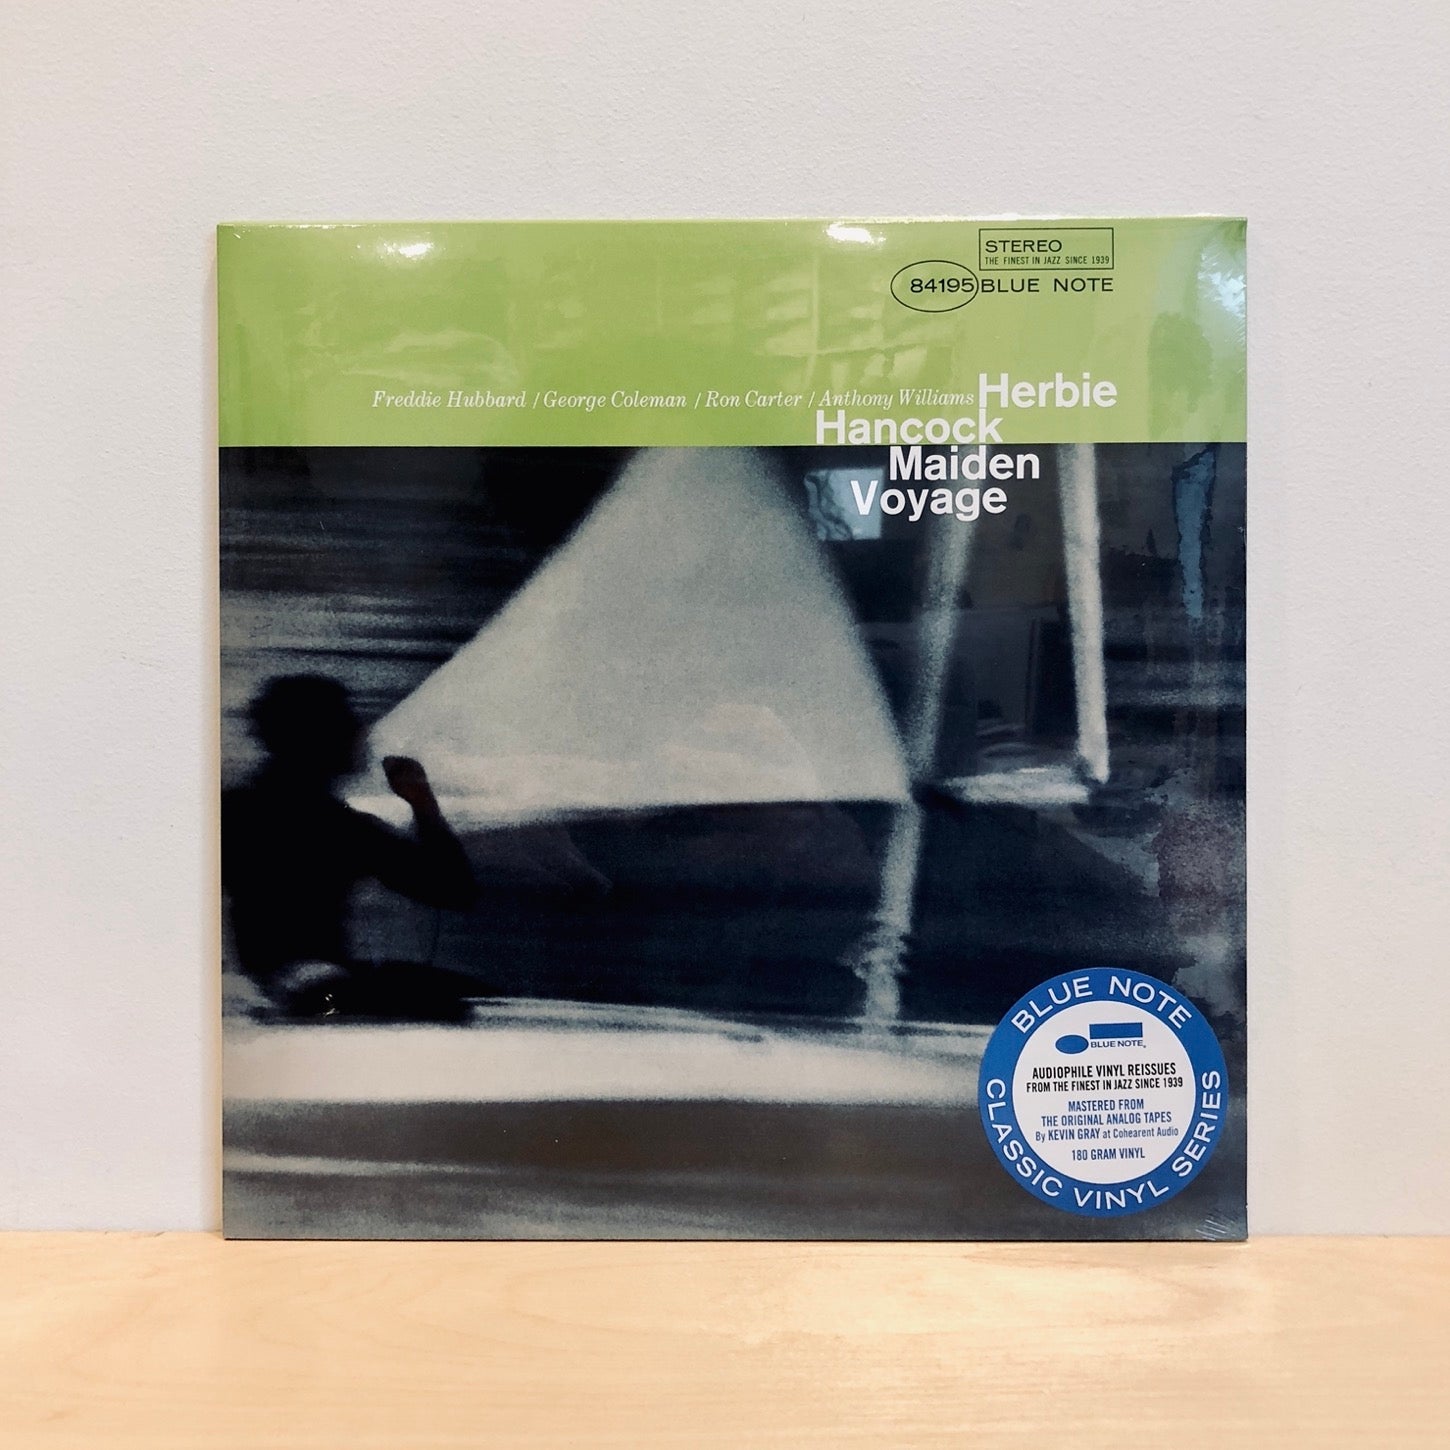 STEREO
THE FINEST IN JAZZ SINCE 1939
84195 BLUE NOTE
Freddie Hubbard / George Coleman / Ron Carter / Anthony Williams Herbie
Hancock
Maiden
Voyage
BLUE NOTE
BLUE NOTE®
AUDIOPHILE VINYL REISSUES
FROM THE FINEST IN JAZZ SINCE 1939
MASTERED FROM
THE ORIGINAL ANALOG TAPES
By KEVIN GRAY at Cohearent Audio
180 GRAM VINYL
CLASSIC VINYL SERIES